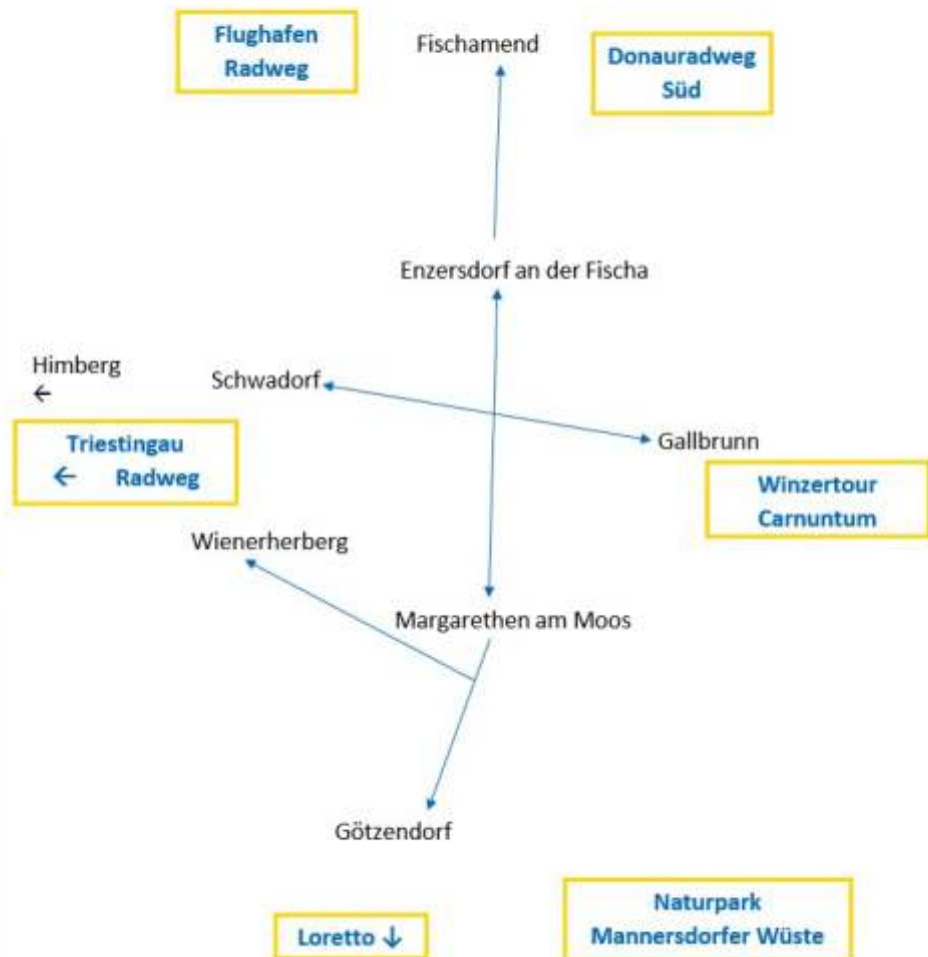 Flughafen
Radweg
Fischamend
Donauradweg
Süd
Enzersdorf an der Fischa
Himberg
←
Schwadorf
Gallbrunn
Triestingau
← Radweg
Winzertour
Carnuntum
Wienerherberg
Margarethen am Moos
Götzendorf
Naturpark
Mannersdorfer Wüste
Loretto ↓